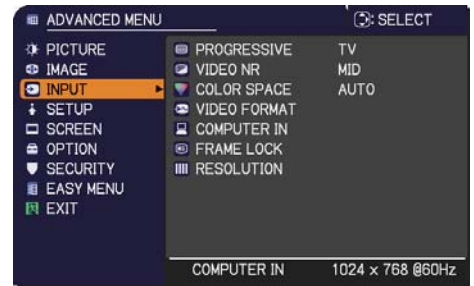 ADVANCED MENU : SELECT
PICTURE
IMAGE
INPUT
SETUP
SCREEN
OPTION
SECURITY
EASY MENU
EXIT
PROGRESSIVE TV
VIDEO NR MID
COLOR SPACE AUTO
VIDEO FORMAT
COMPUTER IN
FRAME LOCK
RESOLUTION
COMPUTER IN 1024 x 768 @60Hz